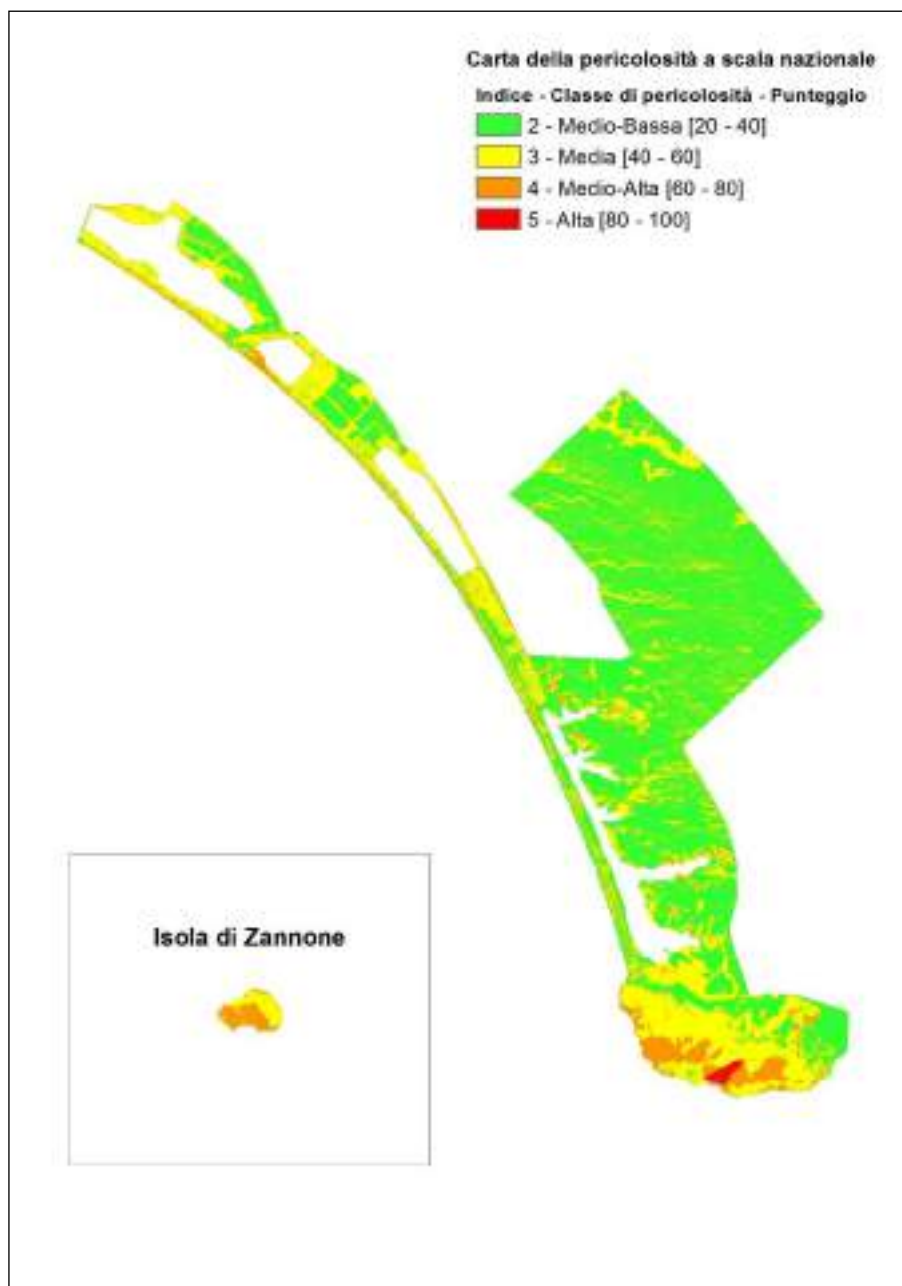 Carta della pericolosità a scala nazionale
Indice - Classe di pericolosità - Punteggio
2 - Medio-Bassa [20 - 40]
3 - Media [40 - 60]
4 - Medio-Alta [60 - 80]
5 - Alta [80 - 100]
Isola di Zannone